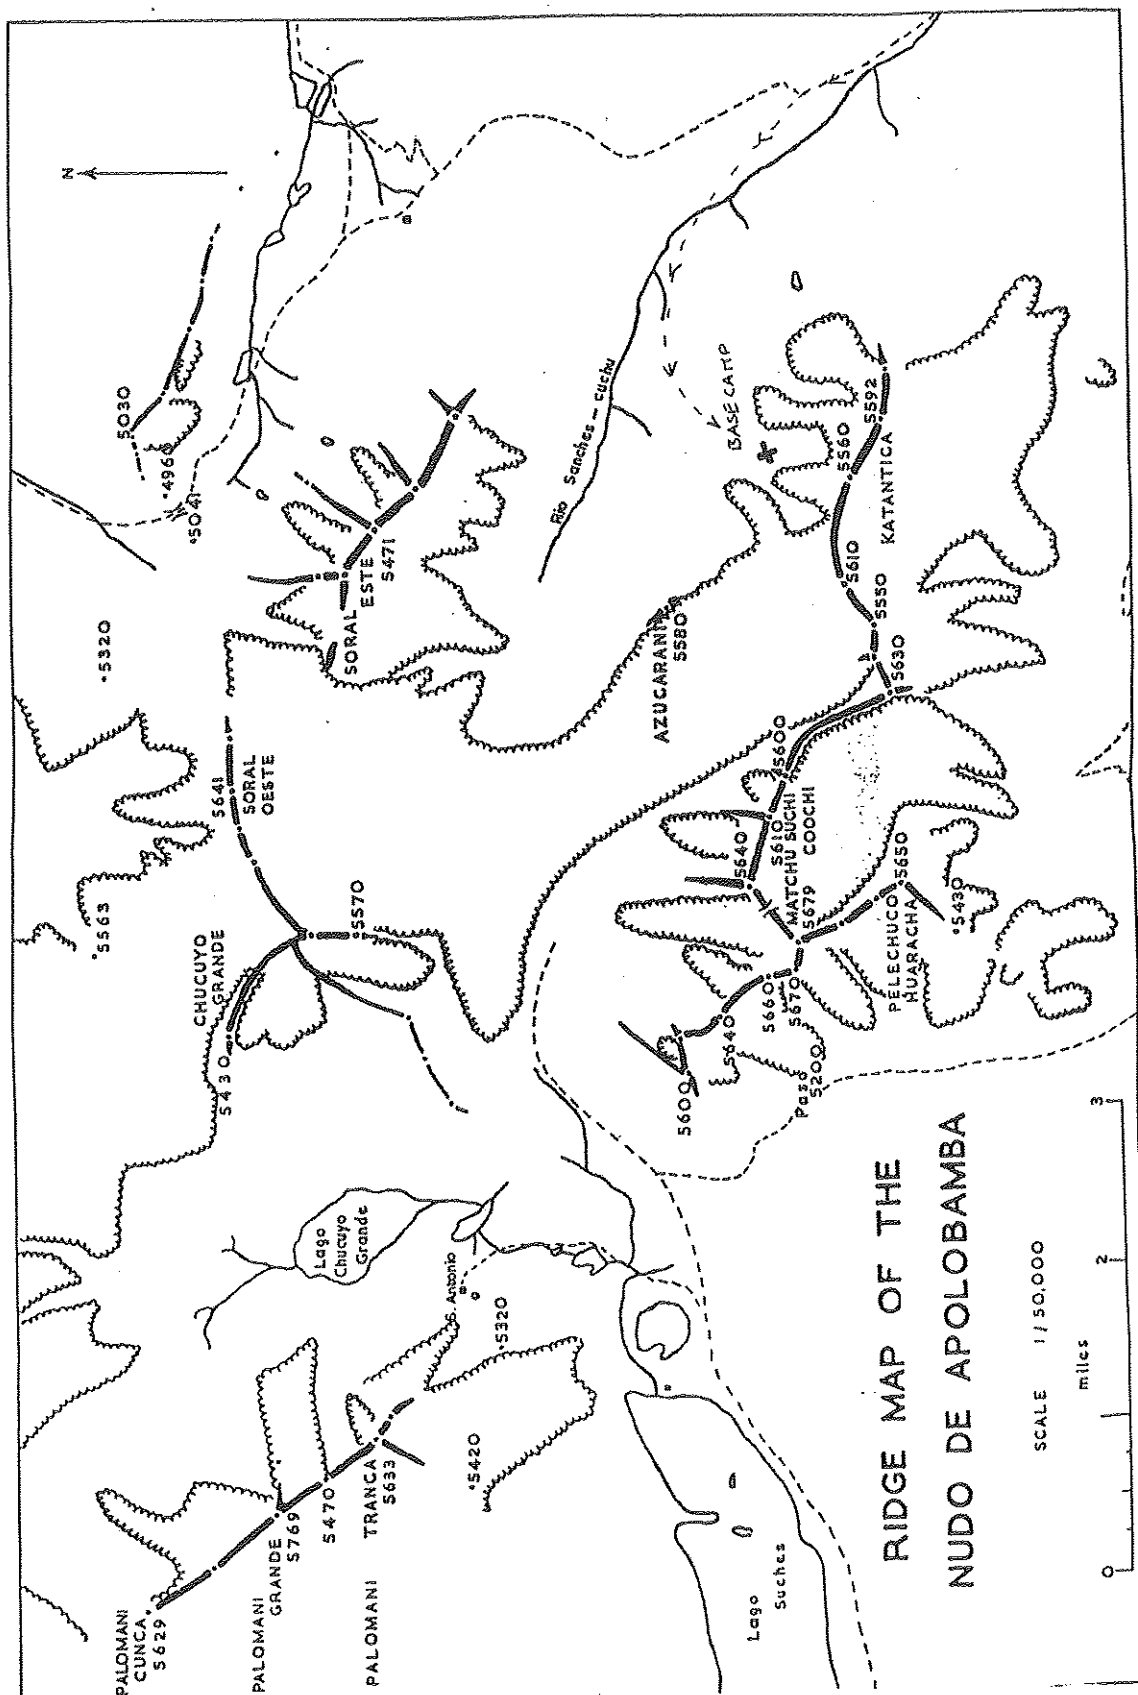 N
PALOMANI
CUNCA
5629
5563
5320
5030
4960
5041
CHUCUYO
GRANDE
5430
5641
SORAL
OESTE
PALOMANI
GRANDE
5769
5470
Lago
Chucuyo
Grande
5570
SORAL
ESTE
5471
PALOMANI TRANCA
5633
S. Antonio
5320
5420
Rio Sanches - cuchu
AZUCARANI
5580
BASE CAMP
5600
5640
5660
5670
5640
5610
5600
MATCHU SUCHI
COOCHI
5679
Paso
5200
Lago
Suches
5610
5560
5550
5592
KATANTICA
5630
PELECHUCO
HUARACHA
5650
5430
RIDGE MAP OF THE
NUDO DE APOLOBAMBA
SCALE 1/50,000
miles
0 2 3